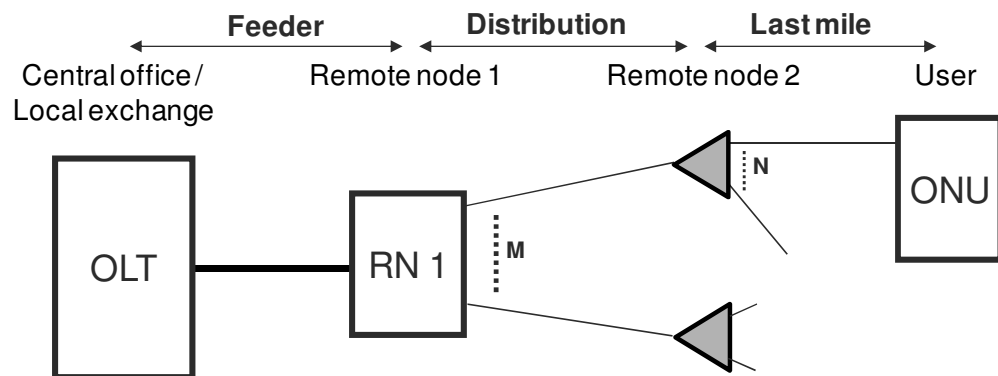 Feeder Distribution Last mile
Central office / Remote node 1 Remote node 2 User
Local exchange
N
ONU
OLT RN 1 M